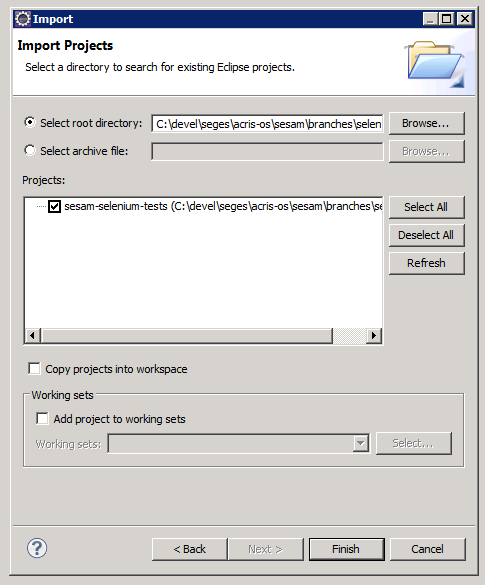 Import
Import Projects
Select a directory to search for existing Eclipse projects.
Select root directory: C:\devel\seges\acris-os\sesam\branches\selen Browse...
Select archive file: Browse...
Projects:
sesam-selenium-tests (C:\devel\seges\acris-os\sesam\branches\se
Select All
Deselect All
Refresh
Copy projects into workspace
Working sets
Add project to working sets
Working sets: Select...
? < Back Next > Finish Cancel